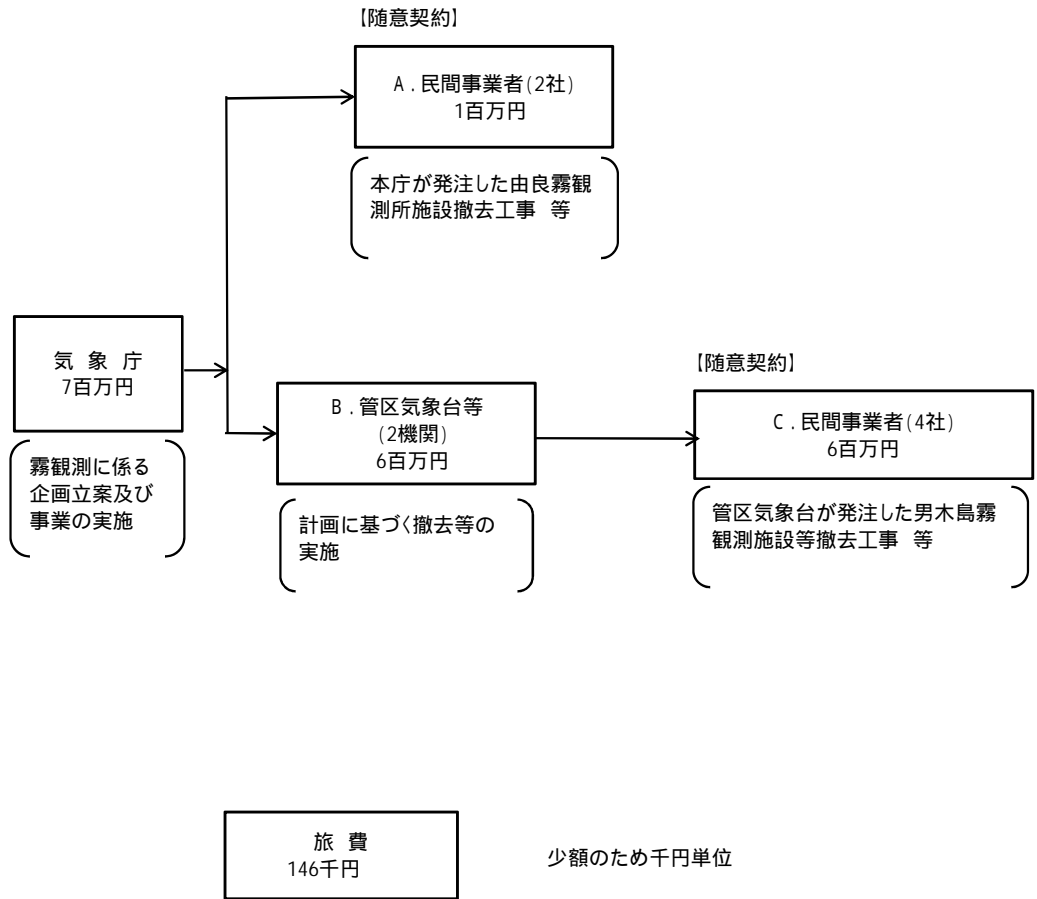 【随意契約】
A．民間事業者(2社)
1百万円
本庁が発注した由良霧観
測所施設撤去工事 等
気 象 庁
7百万円
霧観測に係る
企画立案及び
事業の実施
B．管区気象台等
(2機関)
6百万円
計画に基づく撤去等の
実施
【随意契約】
C．民間事業者(4社)
6百万円
管区気象台が発注した男木島霧
観測施設等撤去工事 等
旅 費
146千円
少額のため千円単位